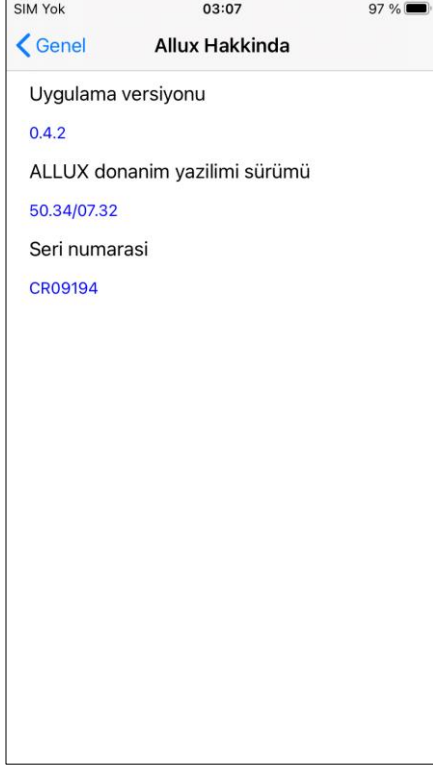 SIM Yok 03:07 97 %
Genel Allux Hakkinda
Uygulama versiyonu
0.4.2
ALLUX donanim yazilimi sürümü
50.34/07.32
Seri numarasi
CR09194